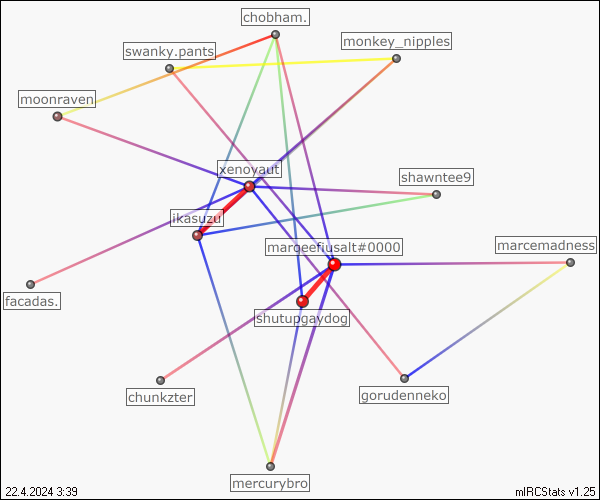 chobham.
swanky.pants
monkey_nipples
moonraven
xenoyaut
shawntee9
ikasuzu
marqeefiusalt#0000
marcemadness
facadas.
shutupgaydog
chunkzter
gorudenneko
mercurybro
22.4.2024 3:39
mIRCStats v1.25